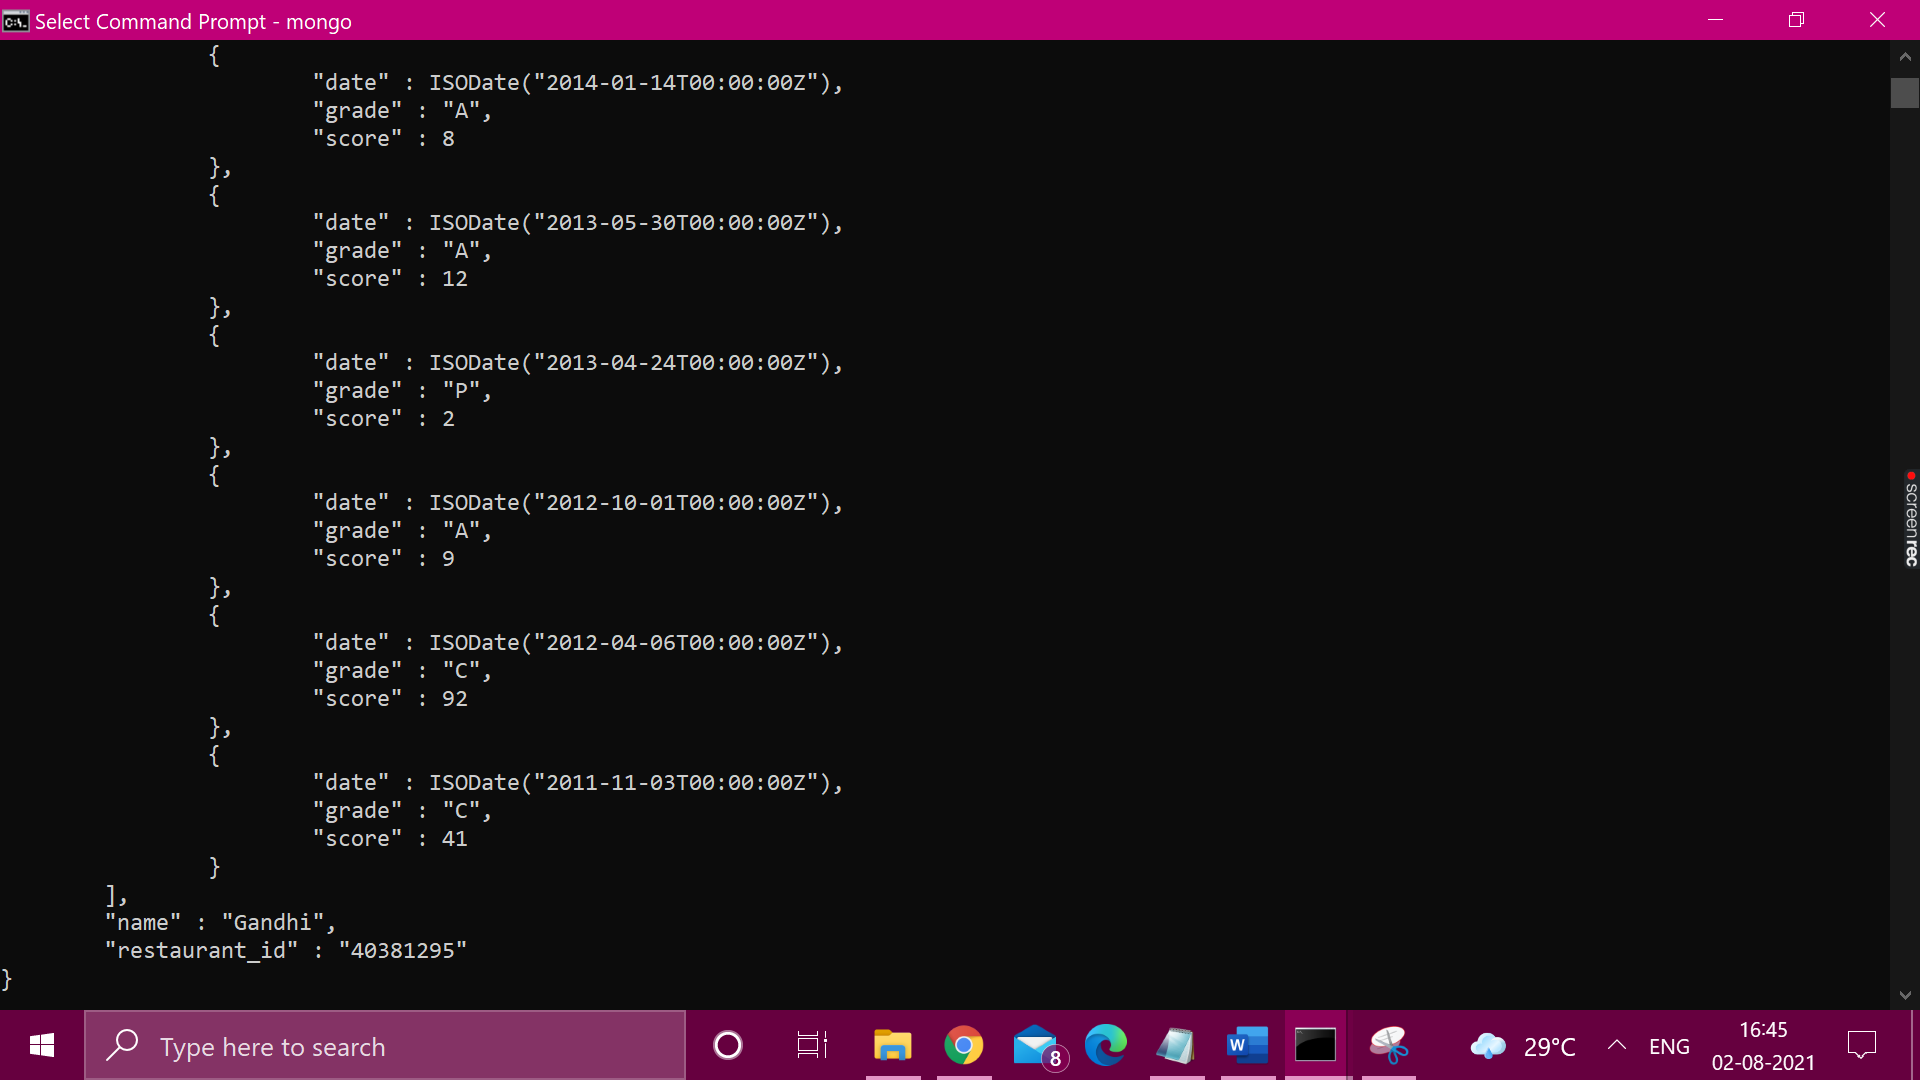 Select Command Prompt - mongo
{
"date" : ISODate("2014-01-14T00:00:00Z"),
"grade" : "A",
"score" : 8
},
{
"date" : ISODate("2013-05-30T00:00:00Z"),
"grade" : "A",
"score" : 12
},
{
"date" : ISODate("2013-04-24T00:00:00Z"),
"grade" : "P",
"score" : 2
},
{
"date" : ISODate("2012-10-01T00:00:00Z"),
"grade" : "A",
"score" : 9
},
{
"date" : ISODate("2012-04-06T00:00:00Z"),
"grade" : "C",
"score" : 92
},
{
"date" : ISODate("2011-11-03T00:00:00Z"),
"grade" : "C",
"score" : 41
}
],
"name" : "Gandhi",
"restaurant_id" : "40381295"
}
screenrec
Type here to search
8
W
29°C
ENG
16:45
02-08-2021